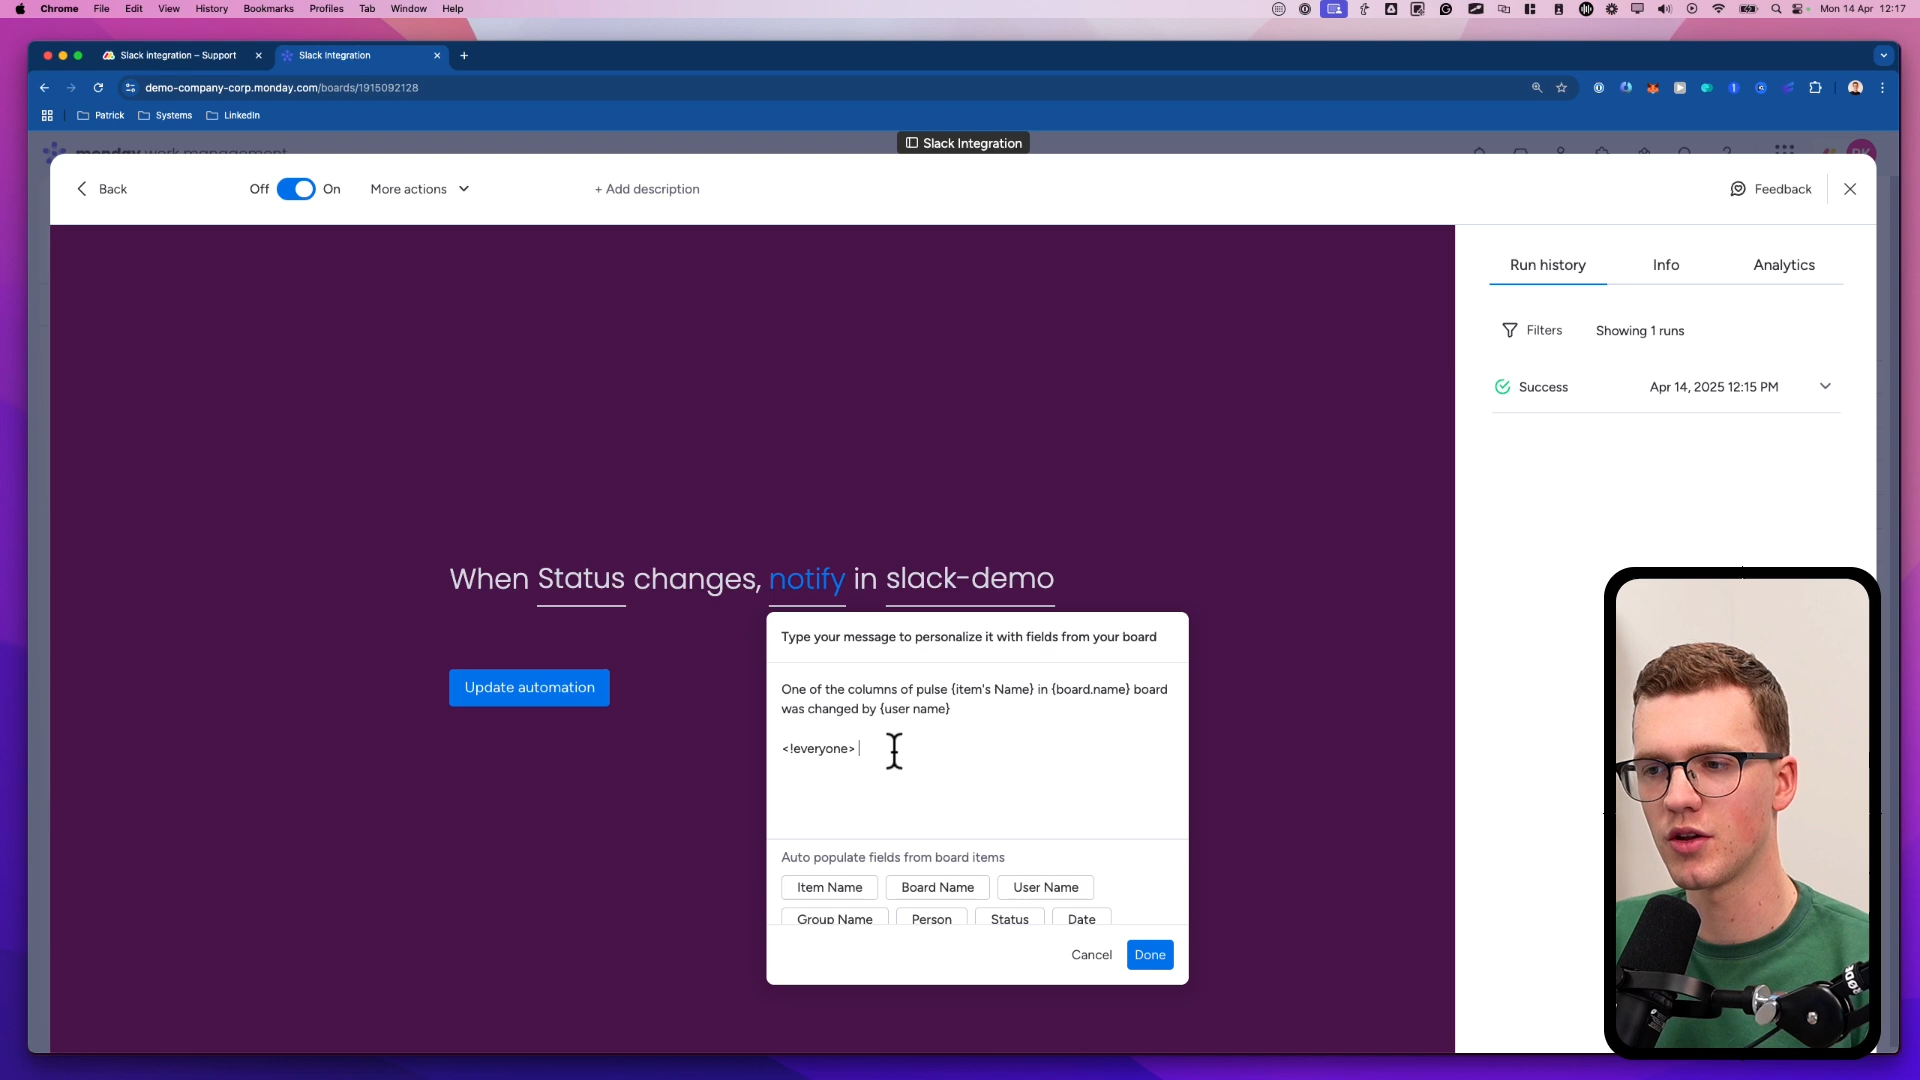 Chrome File Edit View History Bookmarks Profiles Tab Window Help
Mon 14 Apr 12:17
Slack integration – Support
Slack Integration
demo-company-corp.monday.com/boards/1915092128
Patrick Systems LinkedIn
monday work management
Slack Integration
Back
Off On More actions
+ Add description
Feedback
Run history Info Analytics
Filters Showing 1 runs
Success Apr 14, 2025 12:15 PM
When Status changes, notify in slack-demo
Update automation
Type your message to personalize it with fields from your board
One of the columns of pulse {item's Name} in {board.name} board
was changed by {user name}
<!everyone>
Auto populate fields from board items
Item Name Board Name User Name
Group Name Person Status Date
Cancel Done